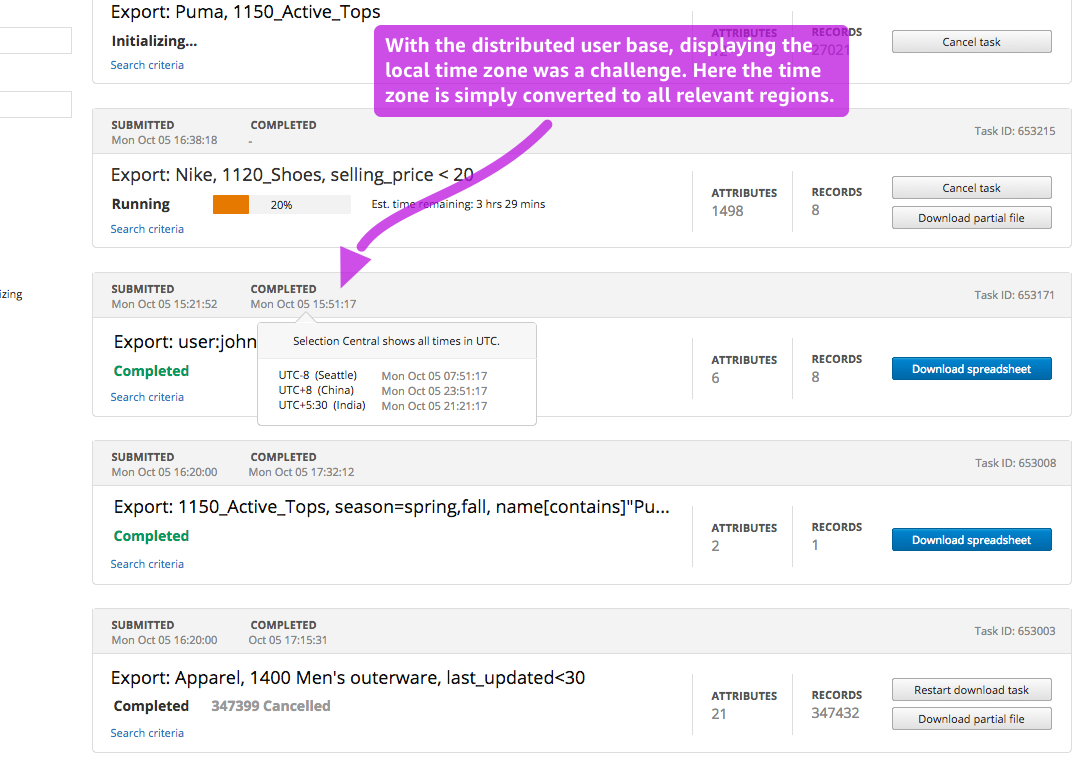 Export: Puma, 1150_Active_Tops
Initializing...
Search criteria
ATTRIBUTES
RECORDS
27021
Cancel task
With the distributed user base, displaying the
local time zone was a challenge. Here the time
zone is simply converted to all relevant regions.
SUBMITTED
Mon Oct 05 16:38:18
COMPLETED
-
Task ID: 653215
Export: Nike, 1120_Shoes, selling_price < 20
Running
20%
Est. time remaining: 3 hrs 29 mins
Search criteria
ATTRIBUTES
1498
RECORDS
8
Cancel task
Download partial file
izing
SUBMITTED
Mon Oct 05 15:21:52
COMPLETED
Mon Oct 05 15:51:17
Task ID: 653171
Export: user:john
Completed
Search criteria
Selection Central shows all times in UTC.
UTC-8 (Seattle) Mon Oct 05 07:51:17
UTC+8 (China) Mon Oct 05 23:51:17
UTC+5:30 (India) Mon Oct 05 21:21:17
ATTRIBUTES
6
RECORDS
8
Download spreadsheet
SUBMITTED
Mon Oct 05 16:20:00
COMPLETED
Mon Oct 05 17:32:12
Task ID: 653008
Export: 1150_Active_Tops, season=spring,fall, name[contains]"Pu...
Completed
Search criteria
ATTRIBUTES
2
RECORDS
1
Download spreadsheet
SUBMITTED
Mon Oct 05 16:20:00
COMPLETED
Oct 05 17:15:31
Task ID: 653003
Export: Apparel, 1400 Men's outerware, last_updated<30
Completed
347399 Cancelled
Search criteria
ATTRIBUTES
21
RECORDS
347432
Restart download task
Download partial file